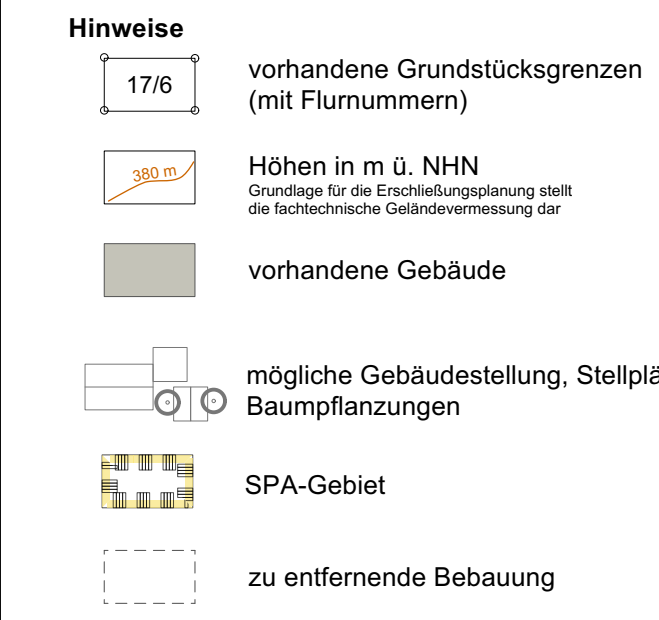 Hinweise
17/6
vorhandene Grundstücksgrenzen
(mit Flurnummern)
380 m
Höhen in m ü. NHN
Grundlage für die Erschließungsplanung stellt
die fachtechnische Geländevermessung dar
vorhandene Gebäude
mögliche Gebäudestellung,
Baumpflanzungen
SPA-Gebiet
zu entfernende Bebauung